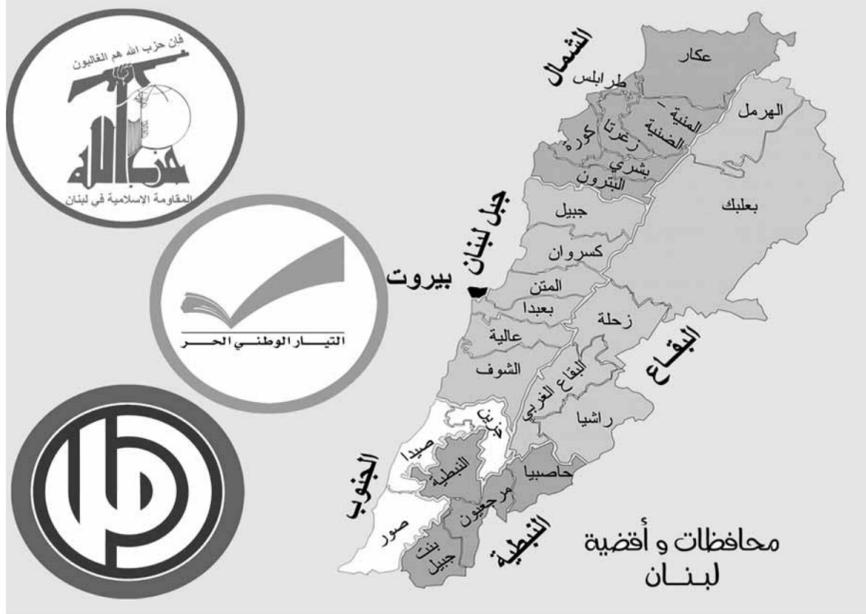 فإن حزب الله هم الغالبون
حزب الله
المقاومة الإسلامية في لبنان
التيار الوطني الحر
الشمال
عكار
طرابلس
المنية -
الضنية
زغرتا
كورة
بشري
البترون
الهرمل
بعلبك
جبل لبنان
جبيل
كسروان
المتن
بعبدا
عالية
الشوف
بيروت
زحلة
البقاع
البقاع الغربي
راشيا
الجنوب
جزين
صيدا
صور
النبطية
حاصبيا
مرجعيون
بنت
جبيل
النبطية
محافظات و أقضية
لبنــان